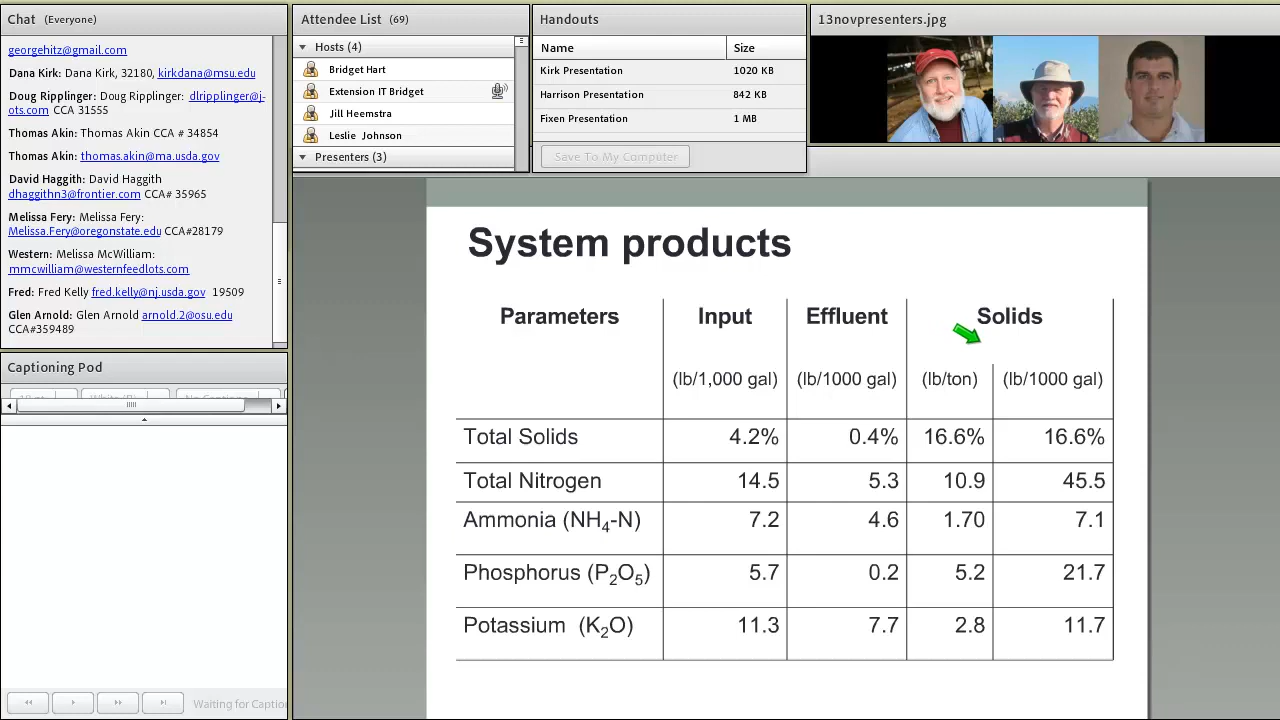 Chat (Everyone)
georgehitz@gmail.com
Dana Kirk: Dana Kirk, 32180, kirkdana@msu.edu
Doug Ripplinger: Doug Ripplinger: dlripplinger@j-
ots.com CCA 31555
Thomas Akin: Thomas Akin CCA # 34854
Thomas Akin: thomas.akin@ma.usda.gov
David Haggith: David Haggith
dhaggithn3@frontier.com CCA# 35965
Melissa Fery: Melissa Fery:
Melissa.Fery@oregonstate.edu CCA#28179
Western: Melissa McWilliam:
mmcwilliam@westernfeedlots.com
Fred: Fred Kelly fred.kelly@nj.usda.gov 19509
Glen Arnold: Glen Arnold arnold.2@osu.edu
CCA#359489
Captioning Pod
Waiting for Captio
Attendee List (69)
Hosts (4)
Bridget Hart
Extension IT Bridget
Jill Heemstra
Leslie Johnson
Presenters (3)
Handouts
Name Size
Kirk Presentation 1020 KB
Harrison Presentation 842 KB
Fixen Presentation 1 MB
Save To My Computer
13novpresenters.jpg
System products
Parameters Input Effluent Solids
(lb/1,000 gal) (lb/1000 gal) (lb/ton) (lb/1000 gal)
Total Solids 4.2% 0.4% 16.6% 16.6%
Total Nitrogen 14.5 5.3 10.9 45.5
Ammonia (NH4-N) 7.2 4.6 1.70 7.1
Phosphorus (P2O5) 5.7 0.2 5.2 21.7
Potassium (K2O) 11.3 7.7 2.8 11.7